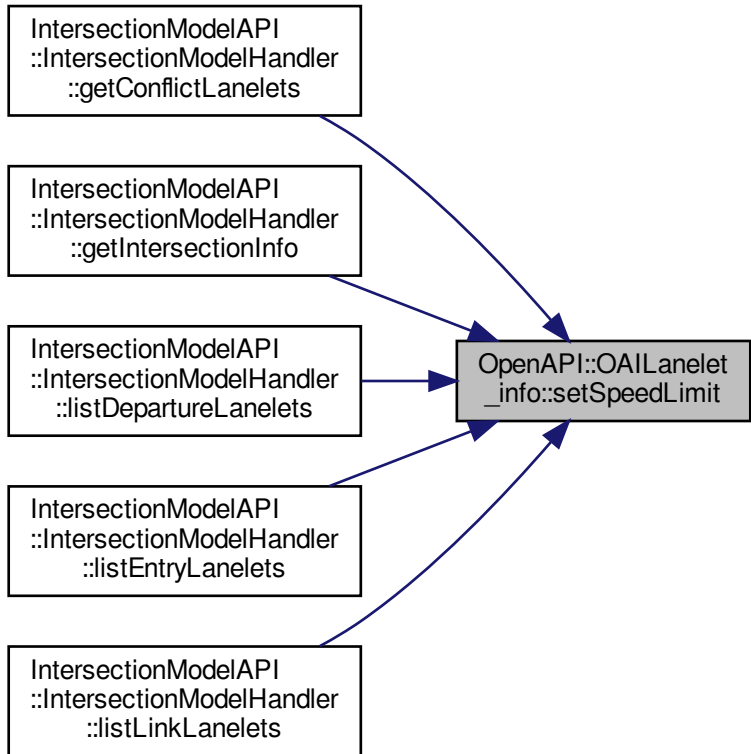 IntersectionModelAPI
::IntersectionModelHandler
::getConflictLanelets
IntersectionModelAPI
::IntersectionModelHandler
::getIntersectionInfo
IntersectionModelAPI
::IntersectionModelHandler
::listDepartureLanelets
IntersectionModelAPI
::IntersectionModelHandler
::listEntryLanelets
IntersectionModelAPI
::IntersectionModelHandler
::listLinkLanelets
OpenAPI::OAILanelet
_info::setSpeedLimit